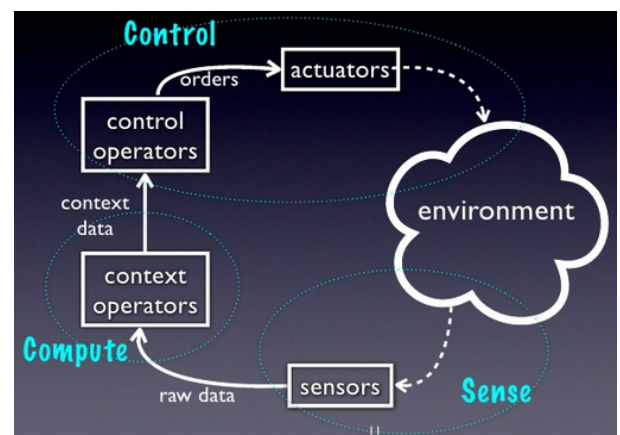 Control
orders
actuators
control
operators
context
data
environment
context
operators
Compute
raw data
sensors
Sense